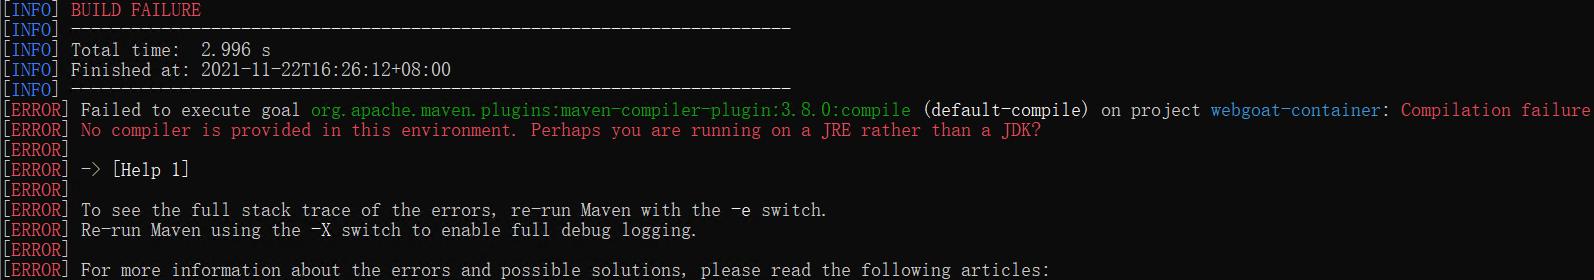 [INFO] BUILD FAILURE
[INFO] ------------------------------------------------------------------------
[INFO] Total time:  2.996 s
[INFO] Finished at: 2021-11-22T16:26:12+08:00
[INFO] ------------------------------------------------------------------------
[ERROR] Failed to execute goal org.apache.maven.plugins:maven-compiler-plugin:3.8.0:compile (default-compile) on project webgoat-container: Compilation failure
[ERROR] No compiler is provided in this environment. Perhaps you are running on a JRE rather than a JDK?
[ERROR]
[ERROR] -> [Help 1]
[ERROR]
[ERROR] To see the full stack trace of the errors, re-run Maven with the -e switch.
[ERROR] Re-run Maven using the -X switch to enable full debug logging.
[ERROR]
[ERROR] For more information about the errors and possible solutions, please read the following articles: